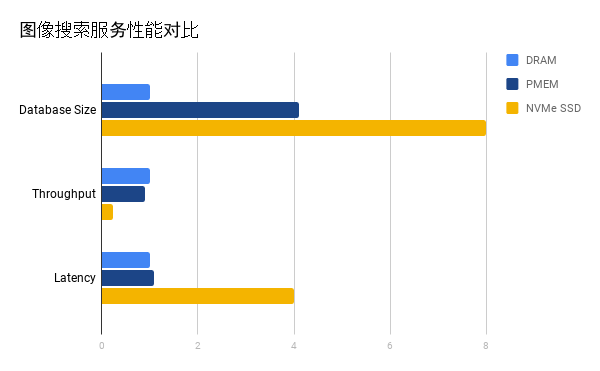 图像搜索服务性能对比
DRAM
PMEM
NVMe SSD
Database Size
Throughput
Latency
0 2 4 6 8